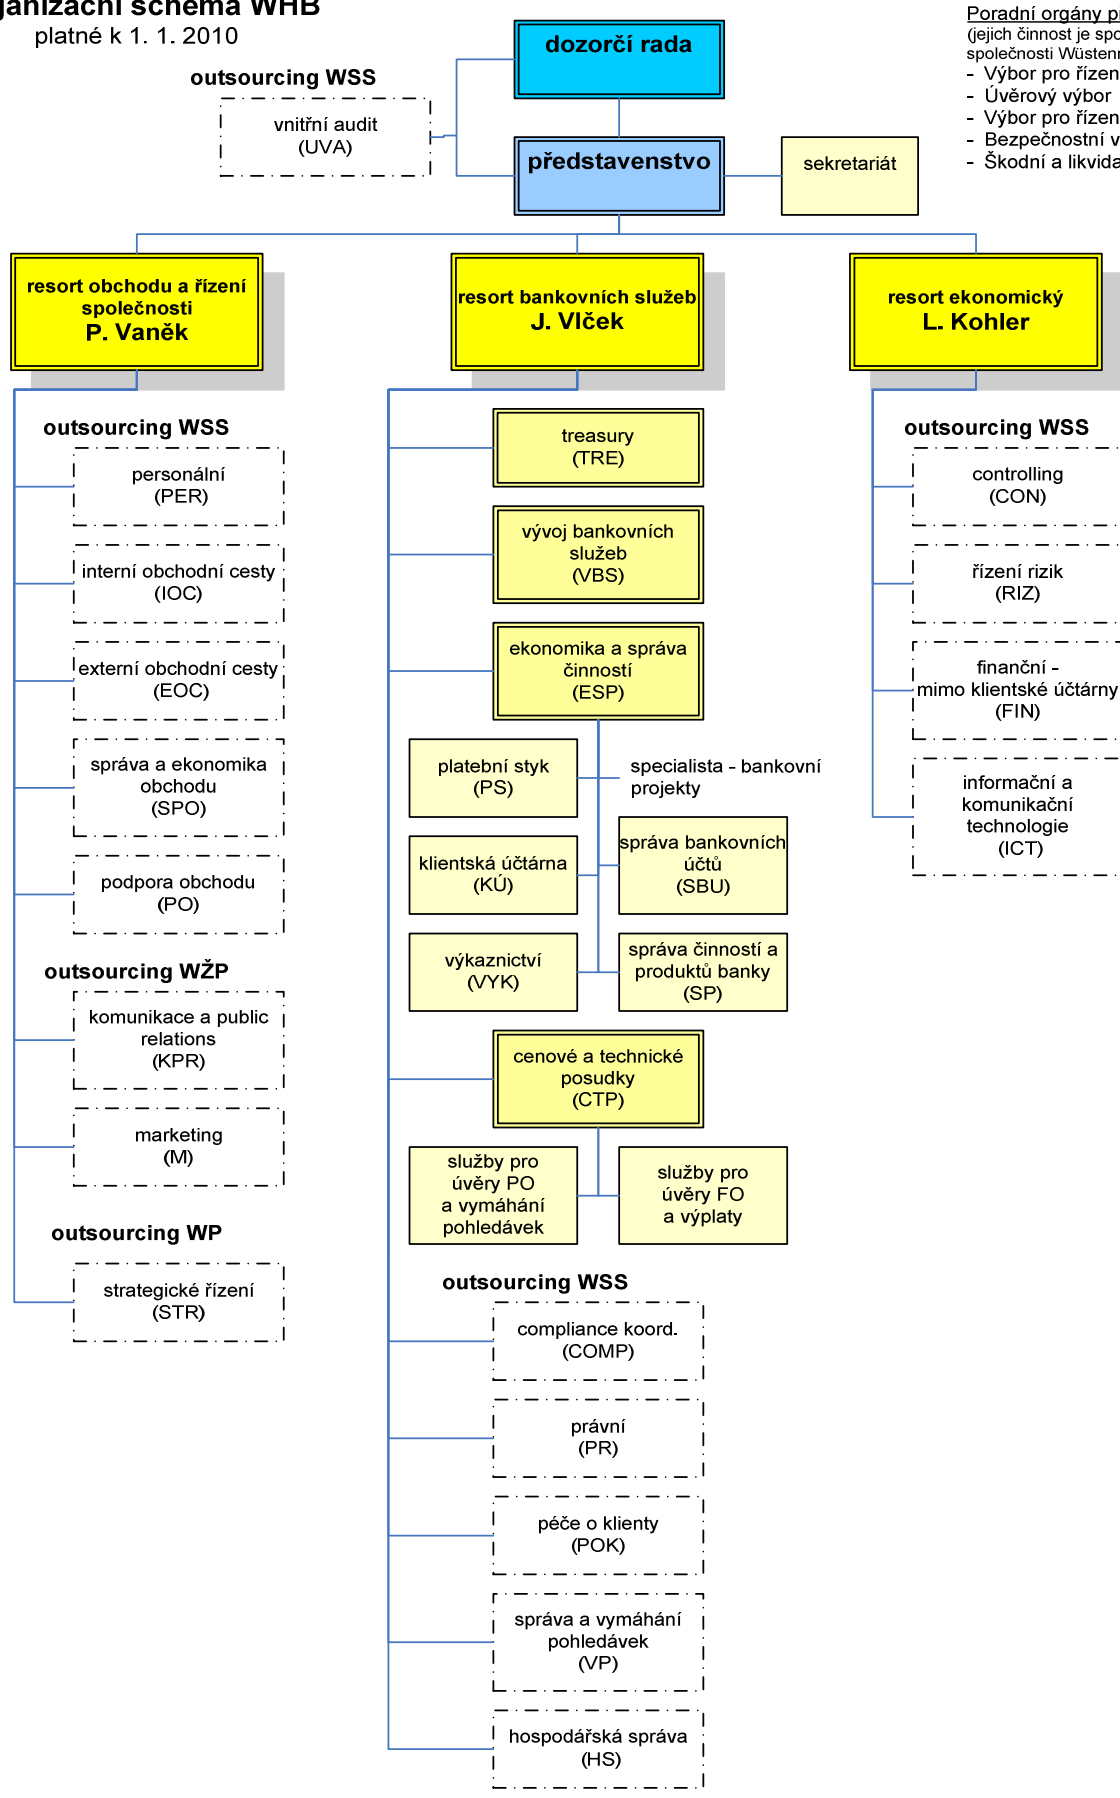 ganizační schéma WHB
platné k 1. 1. 2010
Poradní orgány
(jejich činnost je
společnosti
- Výbor pro
- Úvěrový výbor
- Výbor pro
- Bezpečnostní
- Škodní a
dozorčí rada
outsourcing WSS
vnitřní audit
(UVA)
představenstvo
sekretariát
resort obchodu a řízení
společnosti
P. Vaněk
outsourcing WSS
personální
(PER)
interní obchodní cesty
(IOC)
externí obchodní cesty
(EOC)
správa a ekonomika
obchodu
(SPO)
podpora obchodu
(PO)
outsourcing WŽP
komunikace a public
relations
(KPR)
marketing
(M)
outsourcing WP
strategické řízení
(STR)
resort bankovních služeb
J. Vlček
treasury
(TRE)
vývoj bankovních
služeb
(VBS)
ekonomika a správa
činností
(ESP)
platební styk
(PS)
specialista - bankovní
projekty
klientská účtárna
(KÚ)
správa bankovních
účtů
(SBU)
výkaznictví
(VYK)
správa činností a
produktů banky
(SP)
cenové a technické
posudky
(CTP)
služby pro
úvěry PO
a vymáhání
pohledávek
služby pro
úvěry FO
a výplaty
outsourcing WSS
compliance koord.
(COMP)
právní
(PR)
péče o klienty
(POK)
správa a vymáhání
pohledávek
(VP)
hospodářská správa
(HS)
resort ekonomický
L. Kohler
outsourcing WSS
controlling
(CON)
řízení rizik
(RIZ)
finanční -
mimo klientské účtárny
(FIN)
informační a
komunikační
technologie
(ICT)